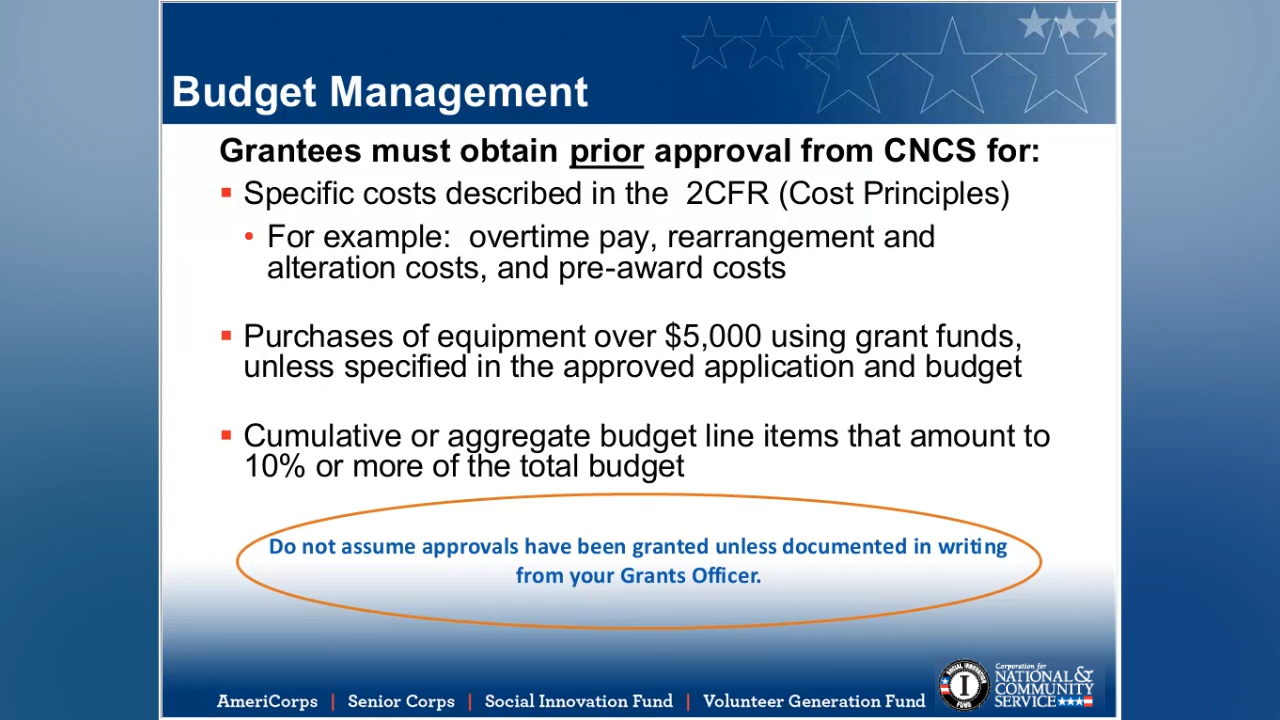 Budget Management
Grantees must obtain prior approval from CNCS for:
Specific costs described in the 2CFR (Cost Principles)
For example: overtime pay, rearrangement and
alteration costs, and pre-award costs
Purchases of equipment over $5,000 using grant funds,
unless specified in the approved application and budget
Cumulative or aggregate budget line items that amount to
10% or more of the total budget
Do not assume approvals have been granted unless documented in writing
from your Grants Officer.
AmeriCorps | Senior Corps | Social Innovation Fund | Volunteer Generation Fund
SOCIAL INNOVATION
I
FUND
Corporation for
NATIONAL &
COMMUNITY
SERVICE